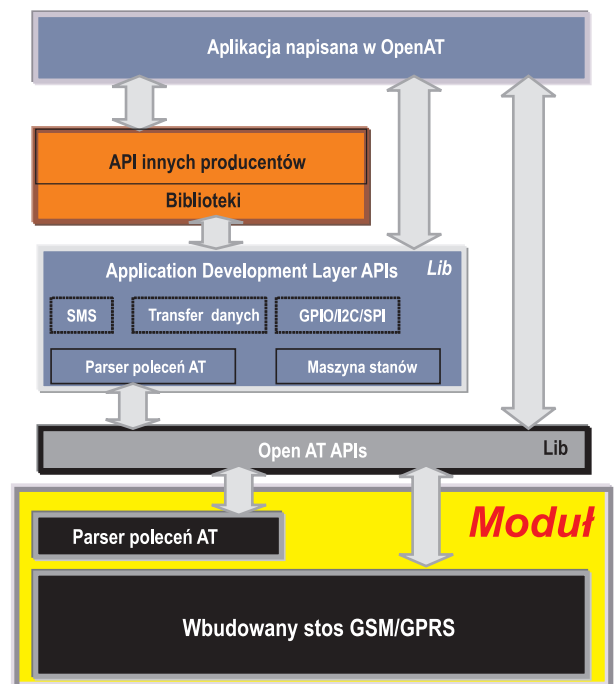 Aplikacja napisana w OpenAT
API innych producentów
Biblioteki
Application Development Layer APIs
Lib
SMS
Transfer danych
GPIO/I2C/SPI
Parser poleceń AT
Maszyna stanów
Open AT APIs
Lib
Moduł
Parser poleceń AT
Wbudowany stos GSM/GPRS